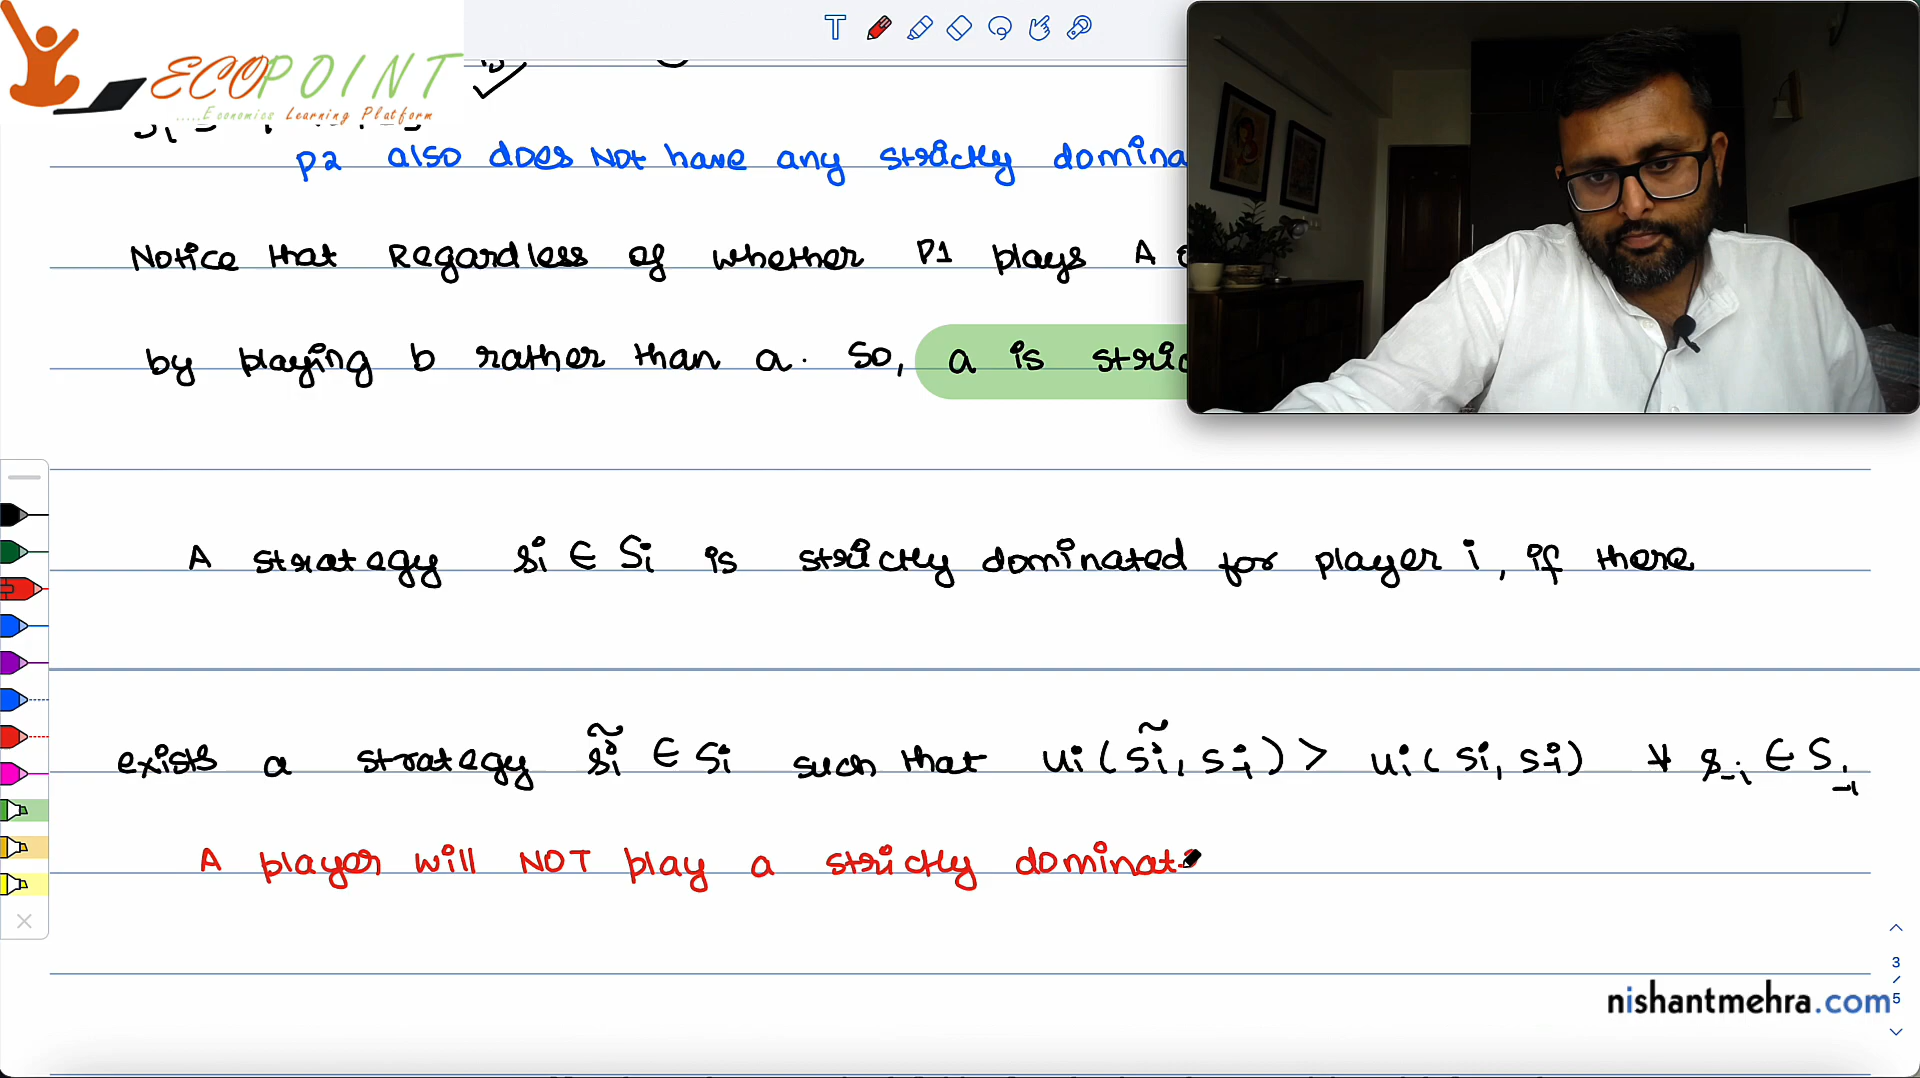 ECOPOINT
.....Economics Learning Platform
P2 also does NOT have any strictly domina
Notice that Regardless of whether P1 plays A
by playing b rather than a. So, a is stric
A strategy si ∈ Si is strictly dominated for player i, if there
exists a strategy s̃i ∈ Si such that ui(s̃i, s-i) > ui(si, s-i) ∀ s-i ∈ S-i
A player will NOT play a strictly dominat
3/5
nishantmehra.com